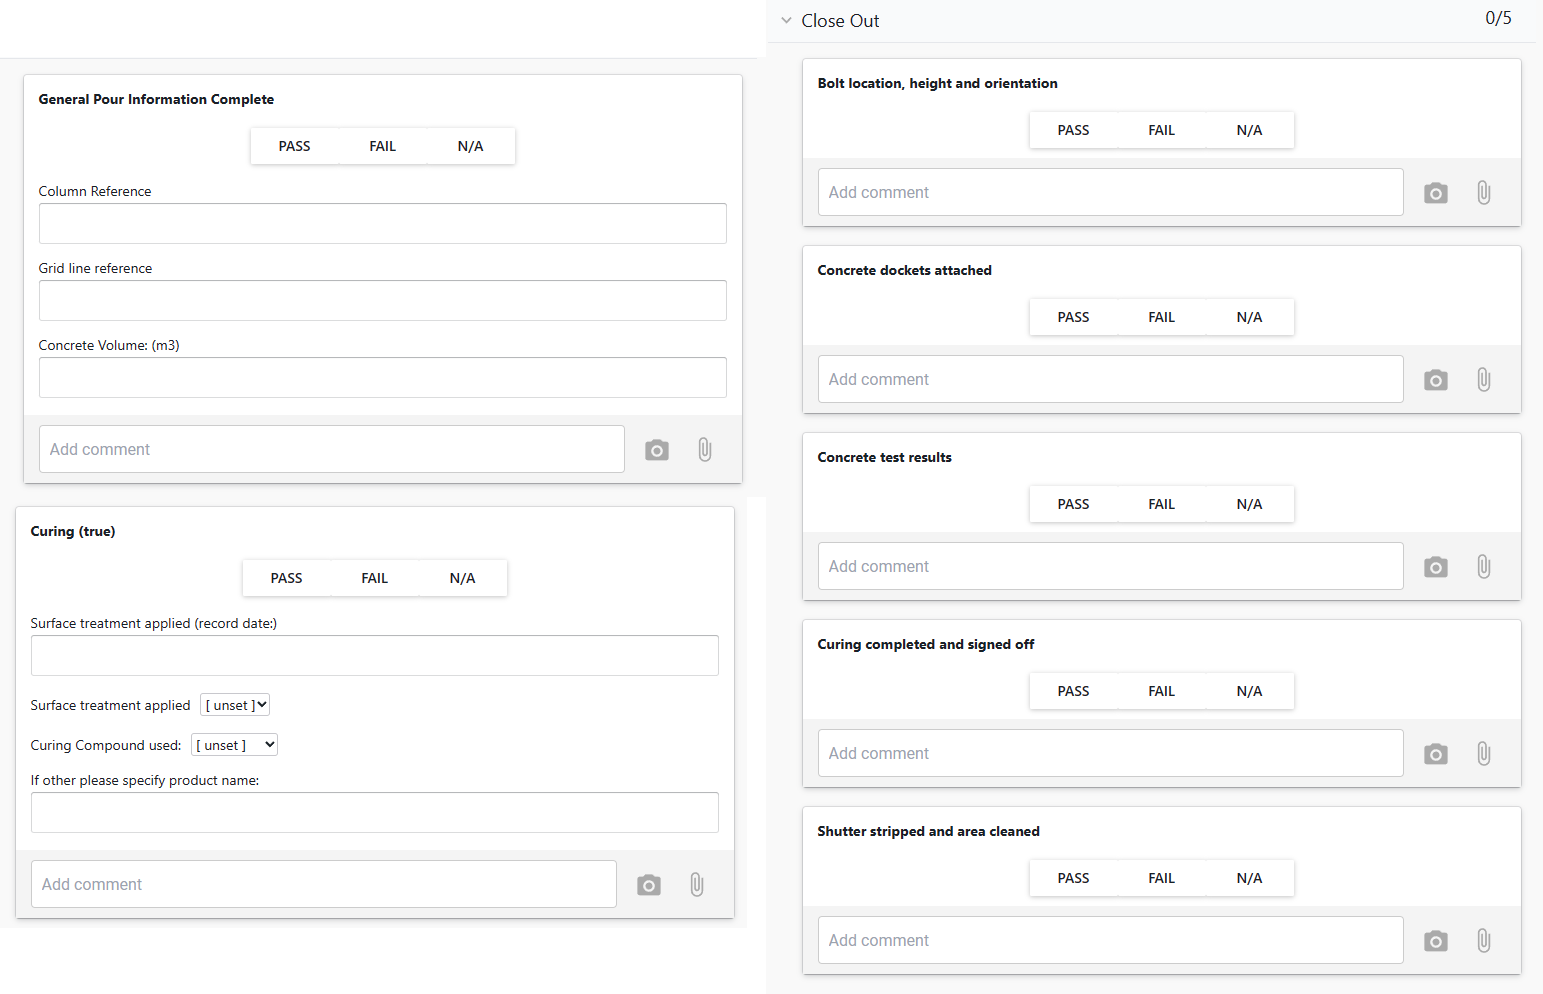 General Pour Information Complete
PASS FAIL N/A
Column Reference
Grid line reference
Concrete Volume: (m3)
Add comment
Curing (true)
PASS FAIL N/A
Surface treatment applied (record date:)
Surface treatment applied [ unset ]
Curing Compound used: [ unset ]
If other please specify product name:
Add comment
Close Out 0/5
Bolt location, height and orientation
PASS FAIL N/A
Add comment
Concrete dockets attached
PASS FAIL N/A
Add comment
Concrete test results
PASS FAIL N/A
Add comment
Curing completed and signed off
PASS FAIL N/A
Add comment
Shutter stripped and area cleaned
PASS FAIL N/A
Add comment